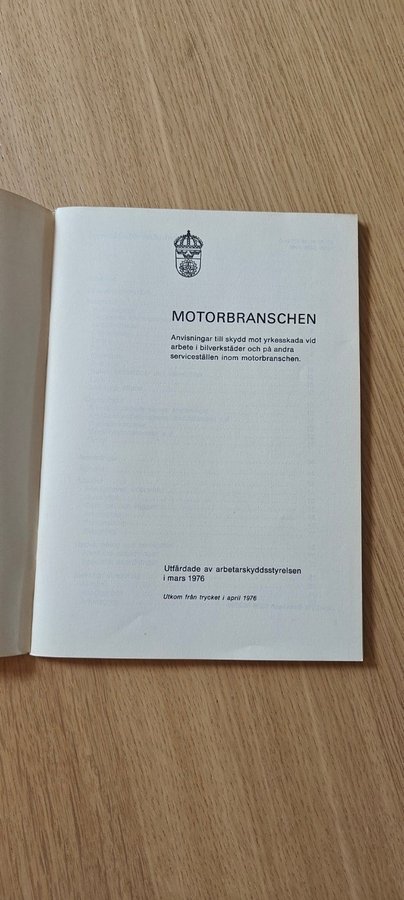 MOTORBRANSCHEN
Anvisningar till skydd mot yrkesskada vid
arbete i bilverkstäder och på andra
serviceställen inom motorbranschen.
Utfärdade av arbetarskyddsstyrelsen
i mars 1976
Utkom från trycket i april 1976